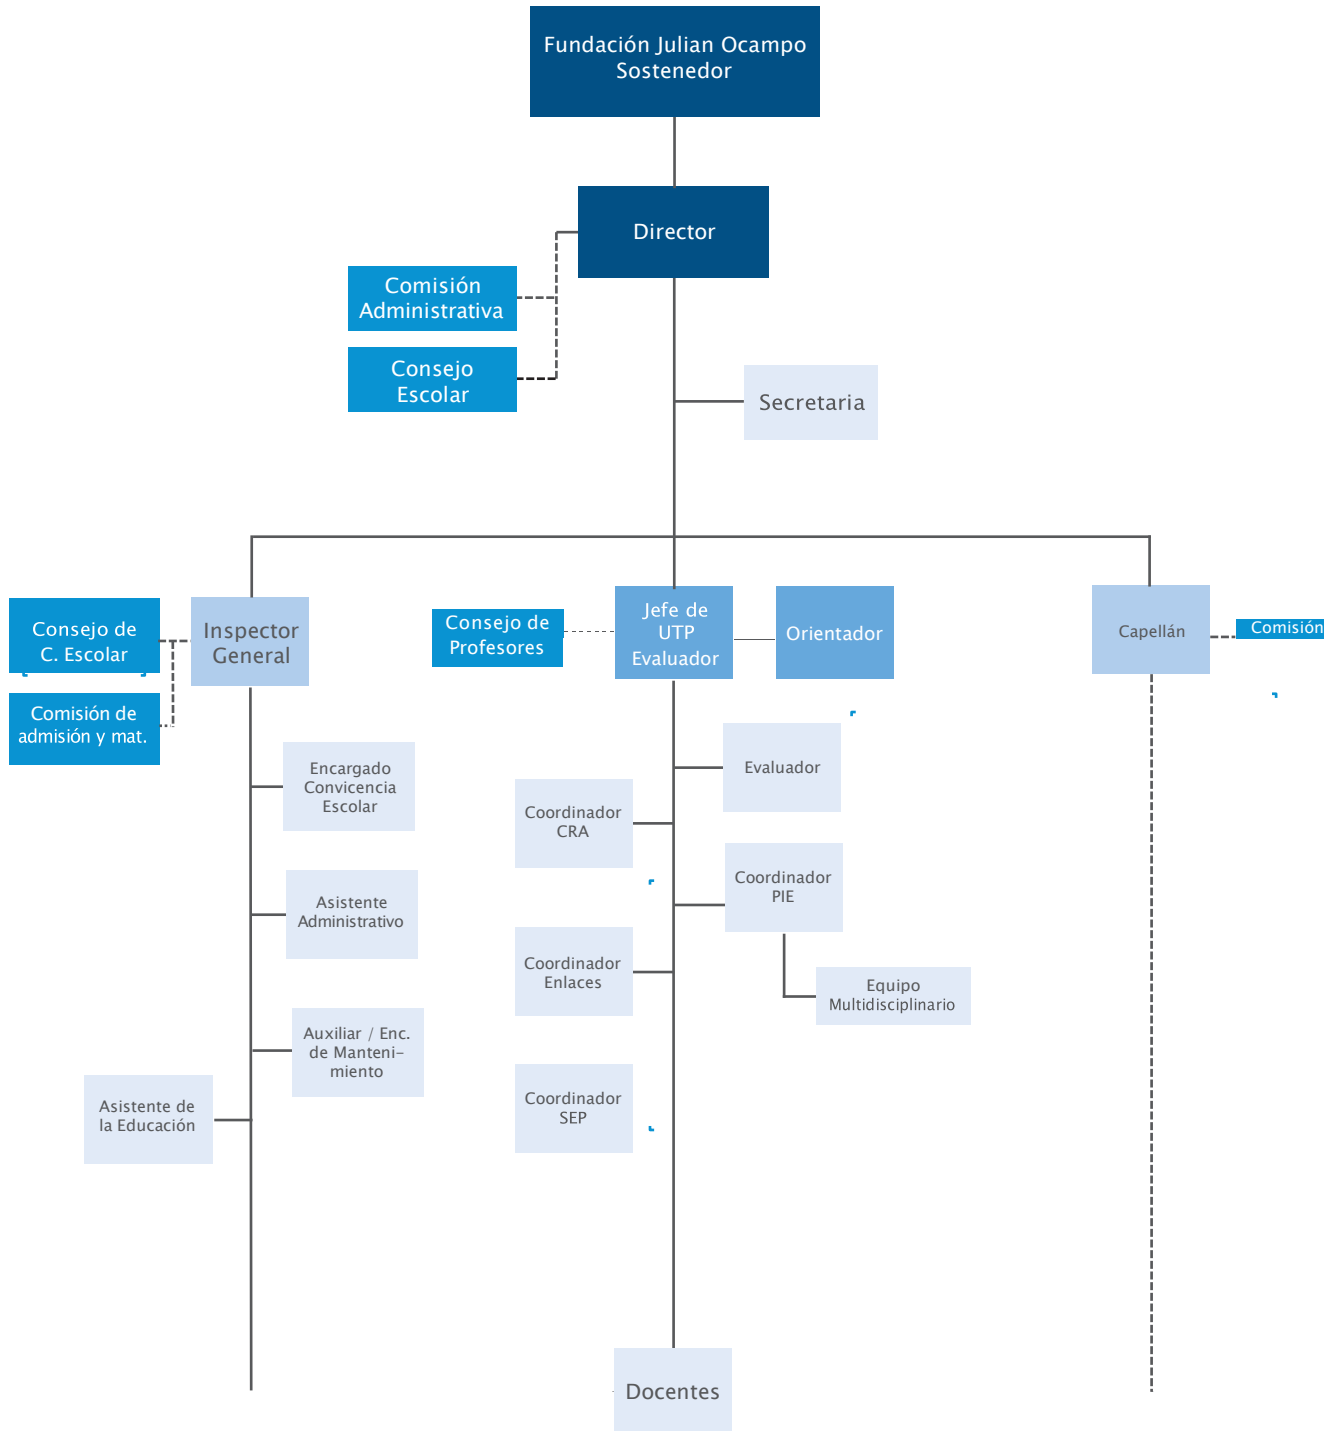 Fundación Julian Ocampo
Sostenedor
Director
Comisión
Administrativa
Consejo
Escolar
Secretaria
Consejo de
C. Escolar
Inspector
General
Consejo de
Profesores
Jefe de
UTP
Evaluador
Orientador
Capellán
Comisión
Comisión de
admisión y mat.
Encargado
Convicencia
Escolar
Evaluador
Coordinador
CRA
Asistente
Administrativo
Coordinador
PIE
Coordinador
Enlaces
Equipo
Multidisciplinario
Auxiliar / Enc.
de Manteni-
miento
Asistente de
la Educación
Coordinador
SEP
Docentes